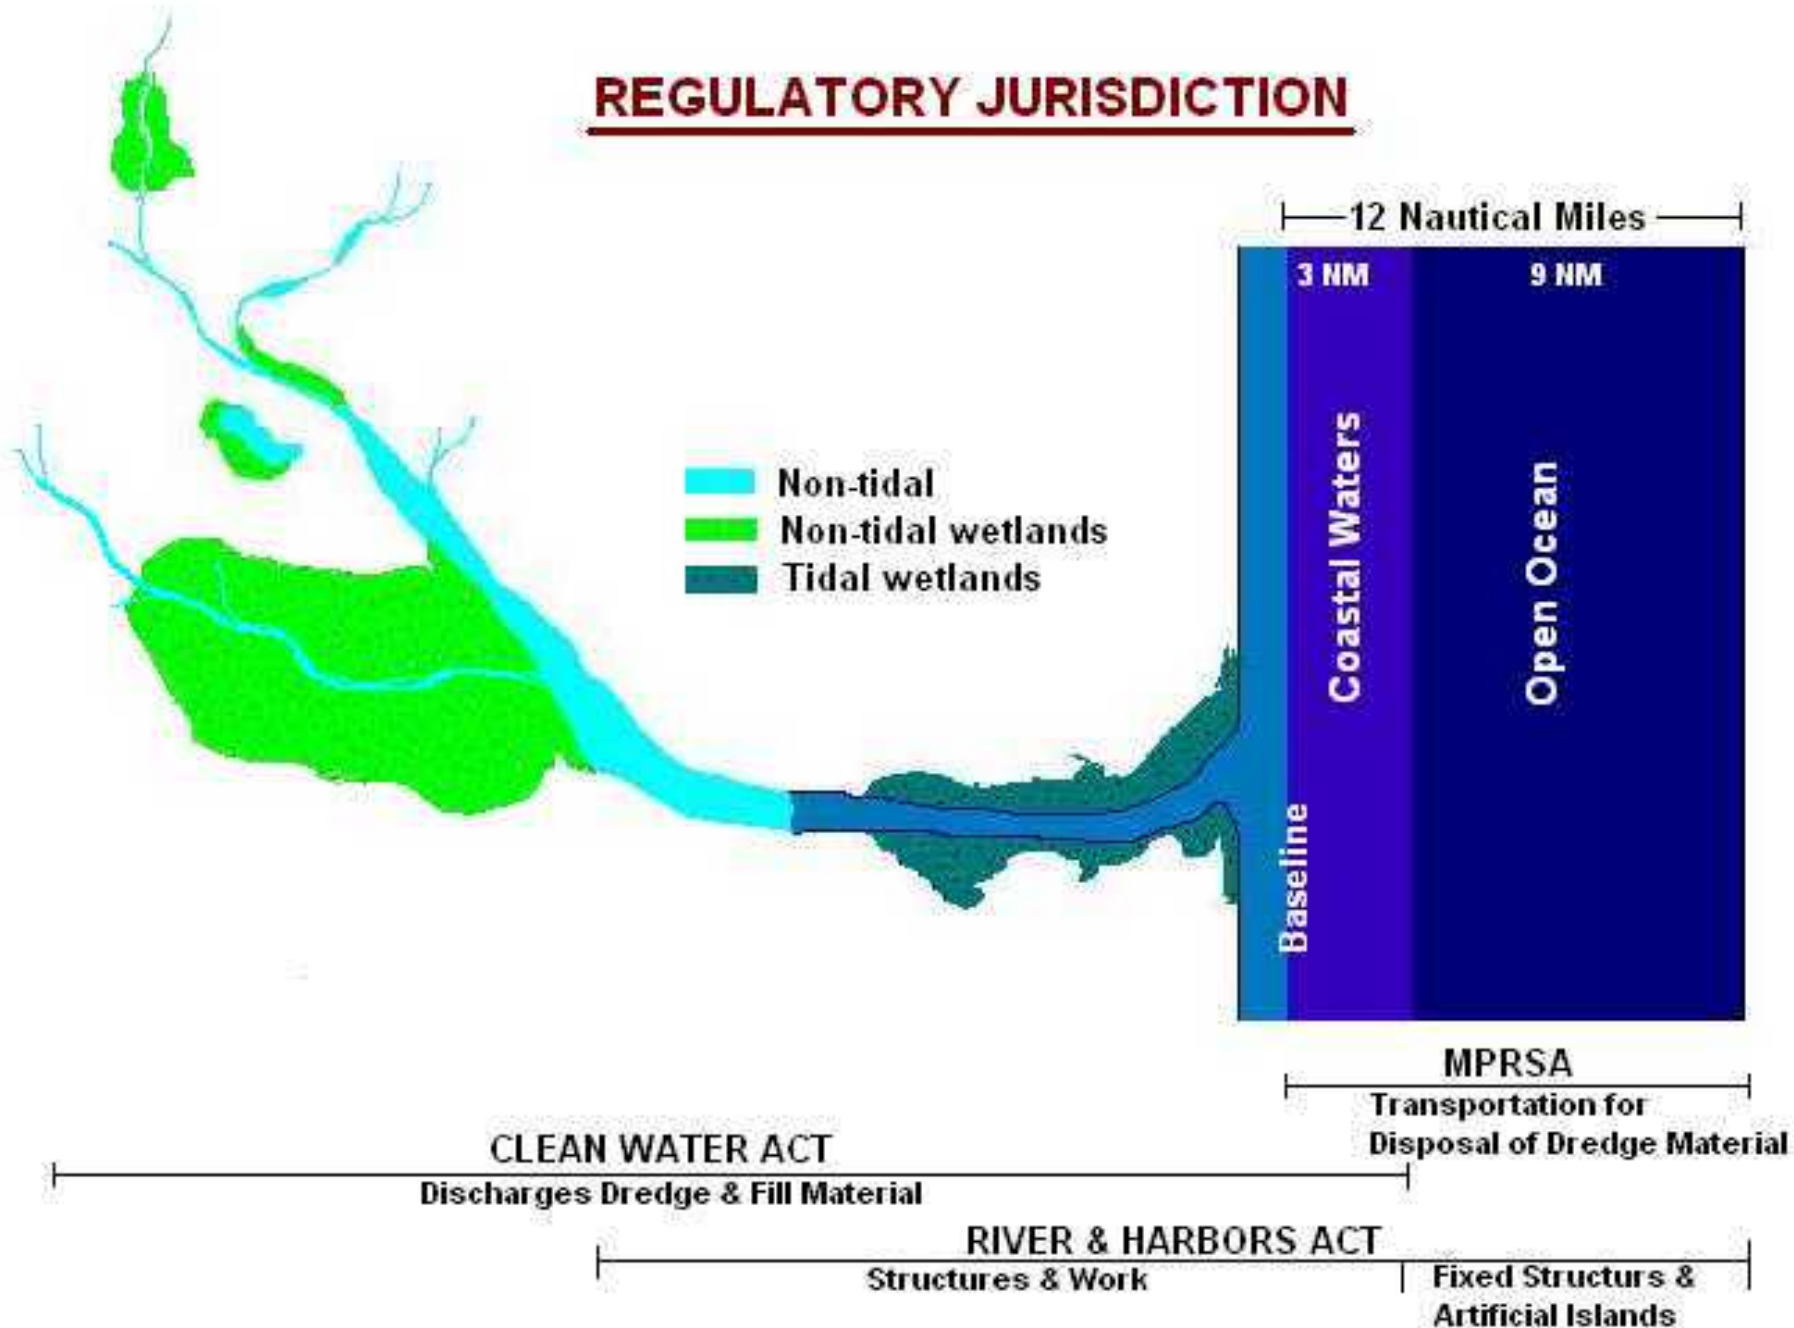 REGULATORY JURISDICTION
12 Nautical Miles
3 NM
9 NM
Coastal Waters
Open Ocean
Baseline
Non-tidal
Non-tidal wetlands
Tidal wetlands
MPRSA
Transportation for
Disposal of Dredge Material
CLEAN WATER ACT
Discharges Dredge & Fill Material
RIVER & HARBORS ACT
Structures & Work
Fixed Structurs &
Artificial Islands